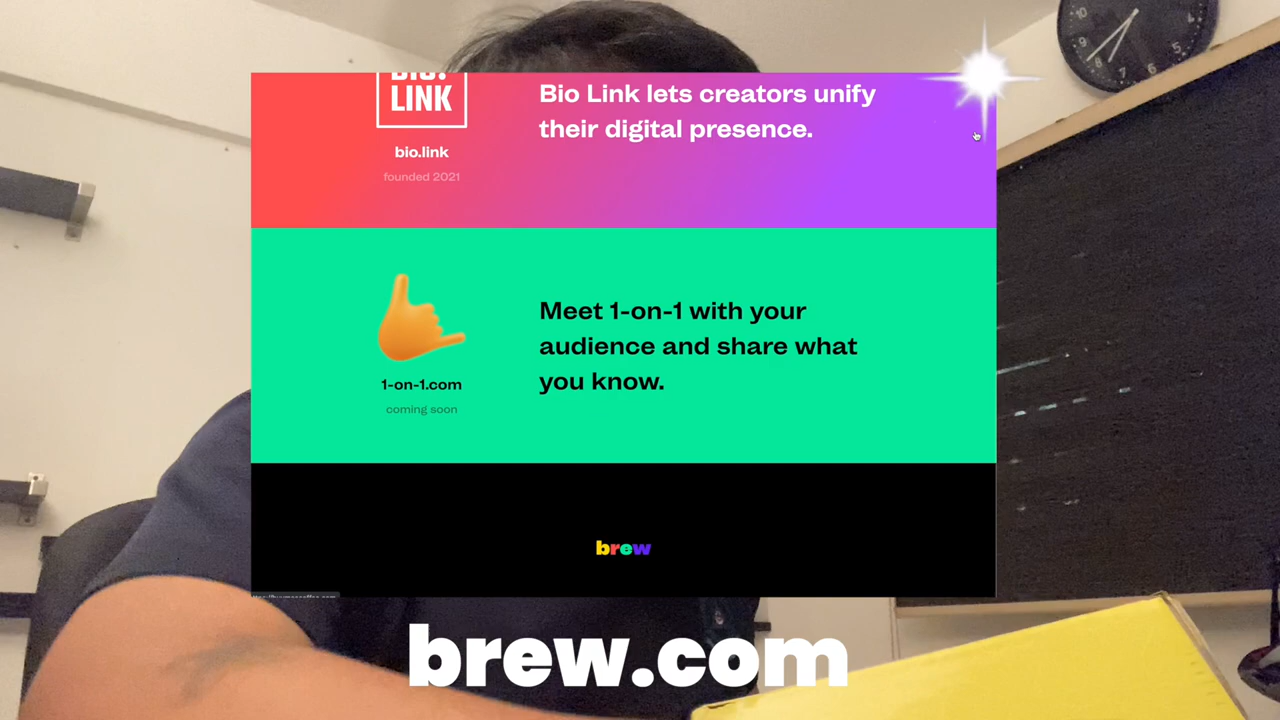 LINK
Bio Link lets creators unify
their digital presence.
bio.link
founded 2021
Meet 1-on-1 with your
audience and share what
you know.
1-on-1.com
coming soon
brew
brew.com